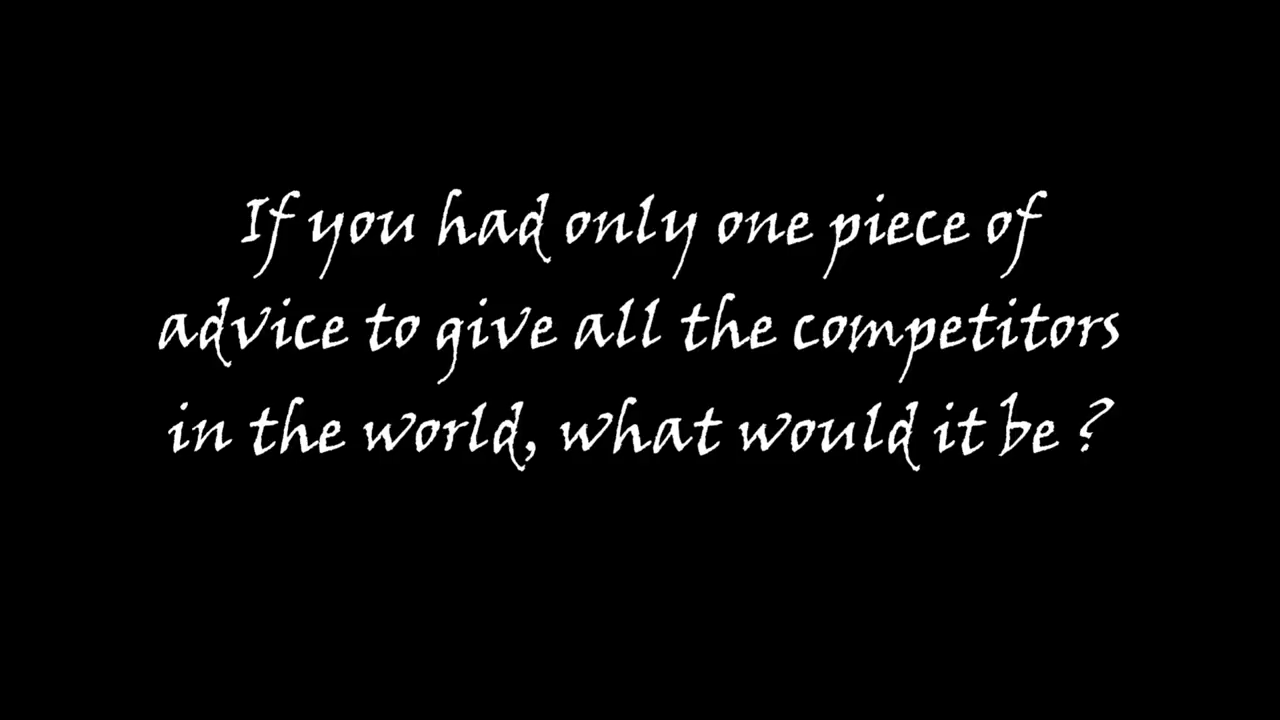 If you had only one piece of
advice to give all the competitors
in the world, what would it be ?